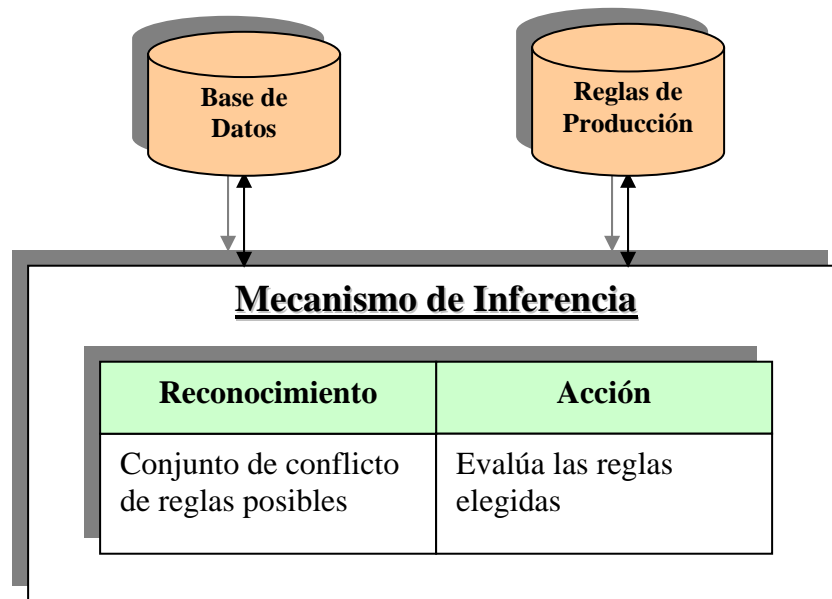 Base de
Datos
Reglas de
Producción
Mecanismo de Inferencia
Reconocimiento
Acción
Conjunto de conflicto
de reglas posibles
Evalúa las reglas
elegidas